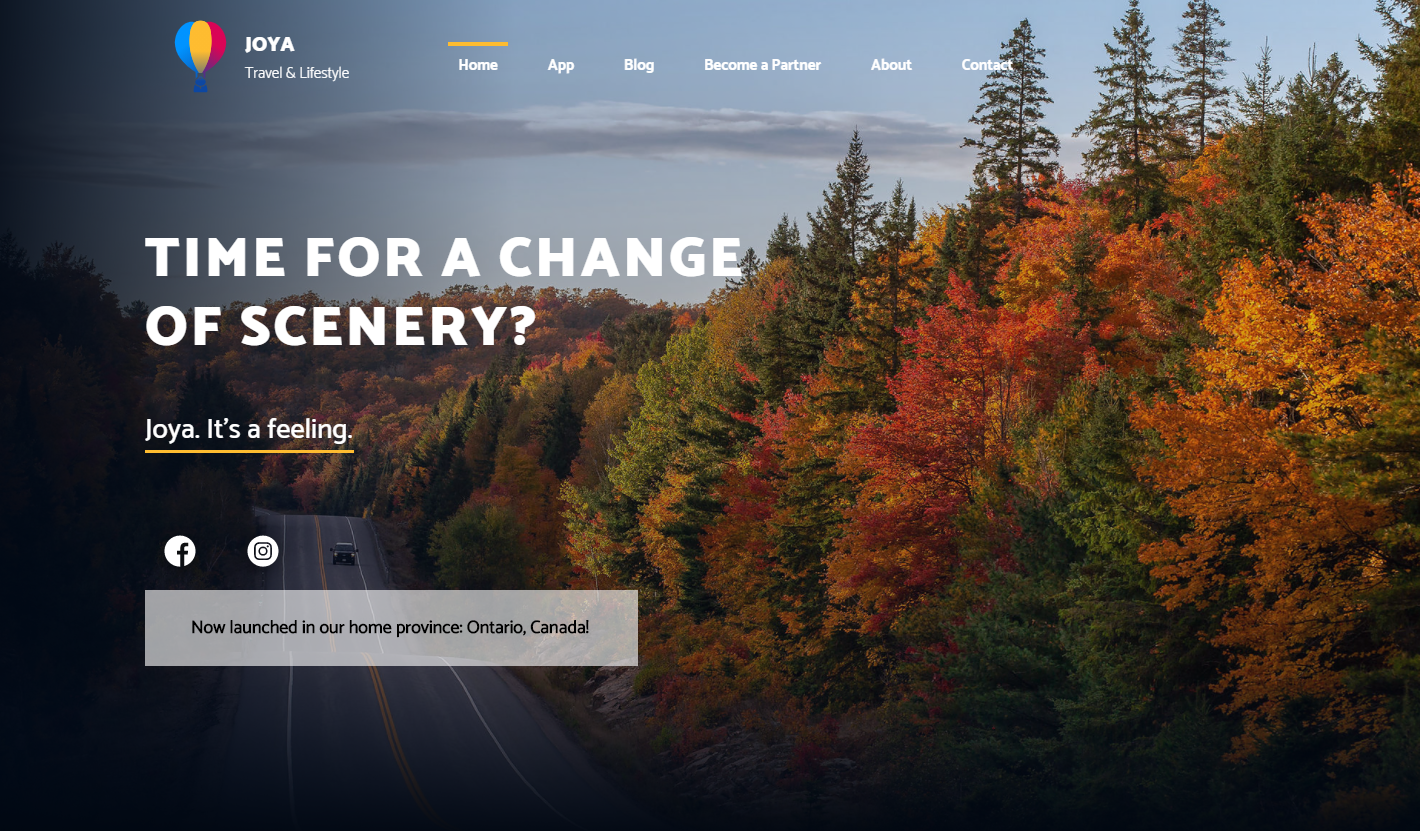 JOYA
Travel & Lifestyle
Home App Blog Become a Partner About Contact
TIME FOR A CHANGE
OF SCENERY?
Joya. It's a feeling.
Now launched in our home province: Ontario, Canada!